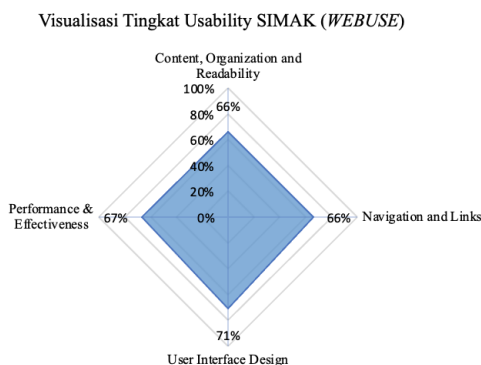 Visualisasi Tingkat Usability SIMAK (WEBUSE)
Content, Organization and
Readability
100%
66%
80%
60%
40%
20%
0%
Performance &
Effectiveness
67%
66%
Navigation and Links
71%
User Interface Design